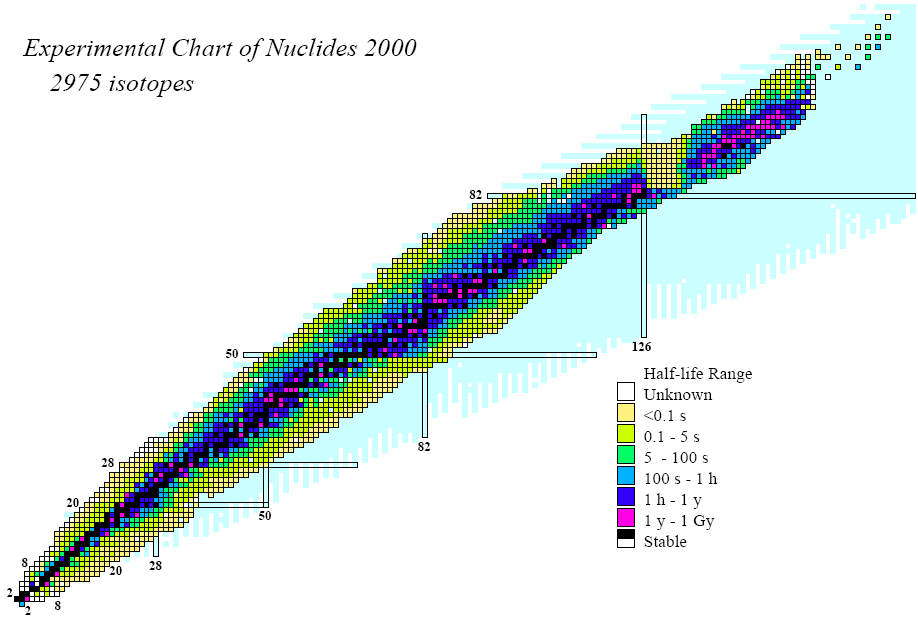 Experimental Chart of Nuclides 2000
2975 isotopes
82
50
126
Half-life Range
Unknown
<0.1 s
0.1 - 5 s
5 - 100 s
100 s - 1 h
1 h - 1 y
1 y - 1 Gy
Stable
82
28
20
50
28
20
8
2
8
2